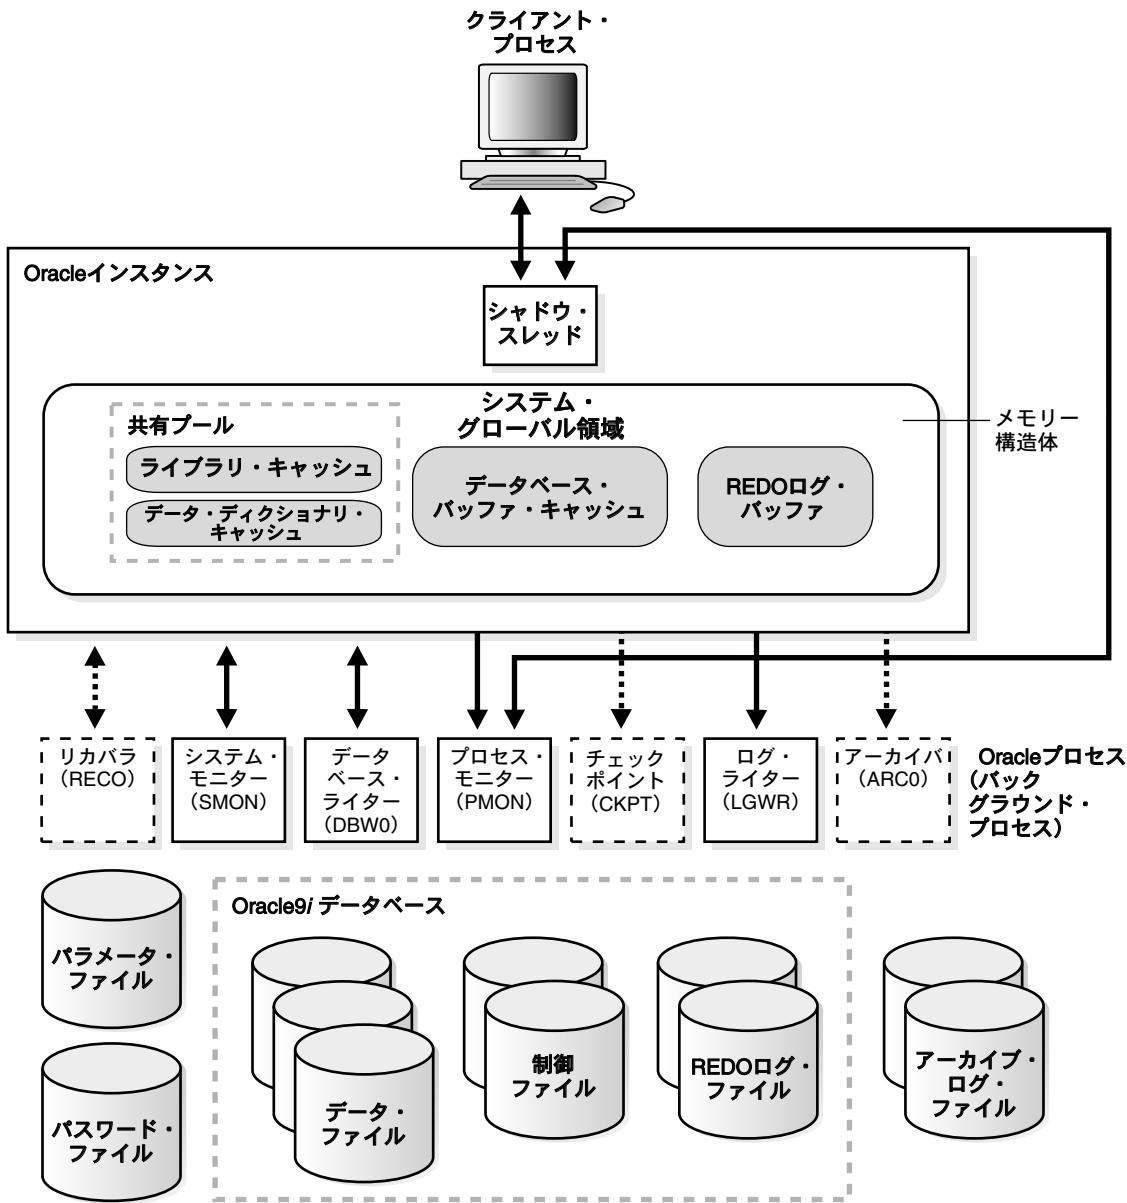 クライアント・
プロセス
Oracleインスタンス
シャドウ・
スレッド
システム・
グローバル領域
共有プール
ライブラリ・キャッシュ
データ・ディクショナリ・
キャッシュ
データベース・
バッファ・キャッシュ
REDOログ・
バッファ
メモリー
構造体
リカバラ
(RECO)
システム・
モニター
(SMON)
データ
ベース・
ライター
(DBW0)
プロセス・
モニター
(PMON)
チェック
ポイント
(CKPT)
ログ・
ライター
(LGWR)
アーカイバ
(ARC0)
Oracleプロセス
(バック
グラウンド・
プロセス)
パラメータ・
ファイル
パスワード・
ファイル
Oracle9i データベース
データ・
ファイル
制御
ファイル
REDOログ・
ファイル
アーカイブ・
ログ・
ファイル